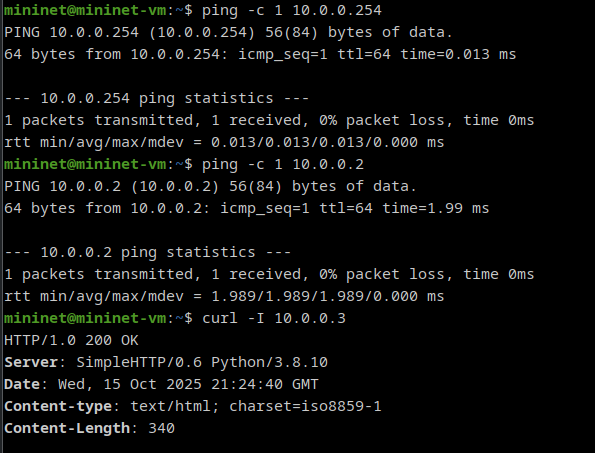 mininet@mininet-vm:~$ ping -c 1 10.0.0.254
PING 10.0.0.254 (10.0.0.254) 56(84) bytes of data.
64 bytes from 10.0.0.254: icmp_seq=1 ttl=64 time=0.013 ms

--- 10.0.0.254 ping statistics ---
1 packets transmitted, 1 received, 0% packet loss, time 0ms
rtt min/avg/max/mdev = 0.013/0.013/0.013/0.000 ms
mininet@mininet-vm:~$ ping -c 1 10.0.0.2
PING 10.0.0.2 (10.0.0.2) 56(84) bytes of data.
64 bytes from 10.0.0.2: icmp_seq=1 ttl=64 time=1.99 ms

--- 10.0.0.2 ping statistics ---
1 packets transmitted, 1 received, 0% packet loss, time 0ms
rtt min/avg/max/mdev = 1.989/1.989/1.989/0.000 ms
mininet@mininet-vm:~$ curl -I 10.0.0.3
HTTP/1.0 200 OK
Server: SimpleHTTP/0.6 Python/3.8.10
Date: Wed, 15 Oct 2025 21:24:40 GMT
Content-type: text/html; charset=iso8859-1
Content-Length: 340